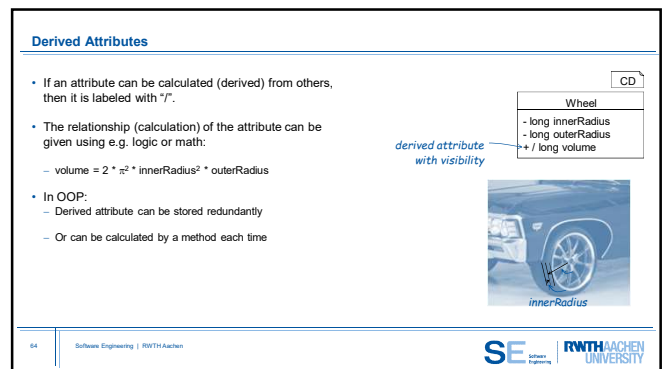 Derived Attributes
• If an attribute can be calculated (derived) from others,
then it is labeled with “/”.
• The relationship (calculation) of the attribute can be
given using e.g. logic or math:
– volume = 2 * π² * innerRadius² * outerRadius
• In OOP:
– Derived attribute can be stored redundantly
– Or can be calculated by a method each time
CD
Wheel
- long innerRadius
- long outerRadius
+ / long volume
derived attribute
with visibility
innerRadius
64 Software Engineering | RWTH Aachen
SE Software
Engineering
RWTH AACHEN
UNIVERSITY